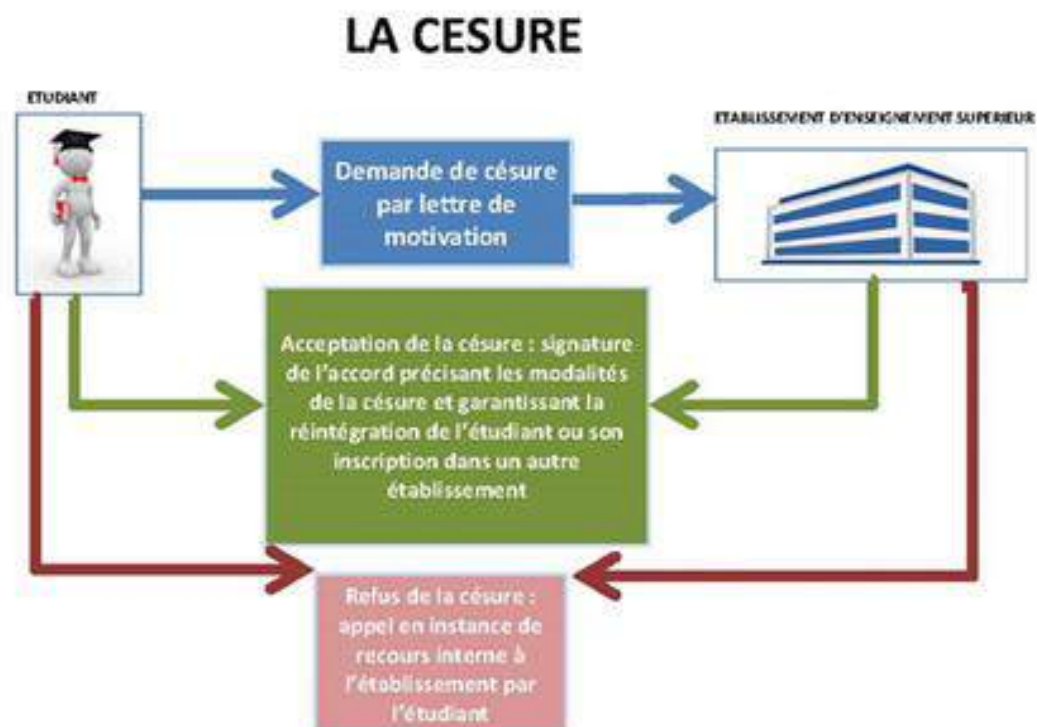 LA CESURE
ETUDIANT
ETABLISSEMENT D'ENSEIGNEMENT SUPERIEUR
Demande de césure
par lettre de
motivation
Acceptation de la césure : signature
de l'accord précisant les modalités
de la césure et garantissant la
réintégration de l'étudiant ou son
inscription dans un autre
établissement
Refus de la césure :
appel en instance de
recours interne à
l'établissement par
l'étudiant